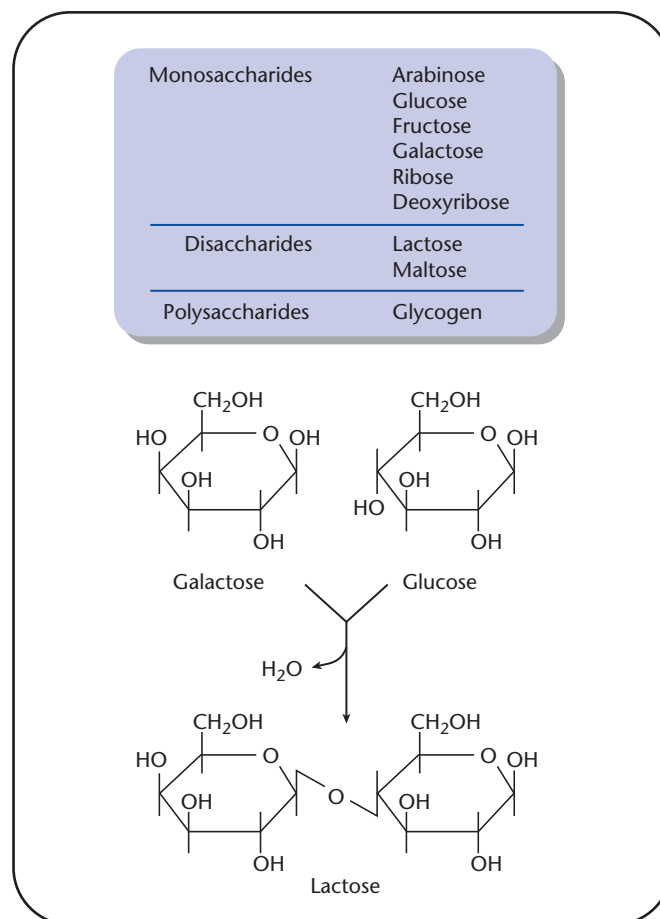 Monosaccharides Arabinose
Glucose
Fructose
Galactose
Ribose
Deoxyribose
Disaccharides Lactose
Maltose
Polysaccharides Glycogen
CH₂OH CH₂OH
HO O OH O OH
OH OH
HO
OH OH
Galactose Glucose
H₂O
CH₂OH CH₂OH
HO O O OH
OH O OH
OH OH
Lactose